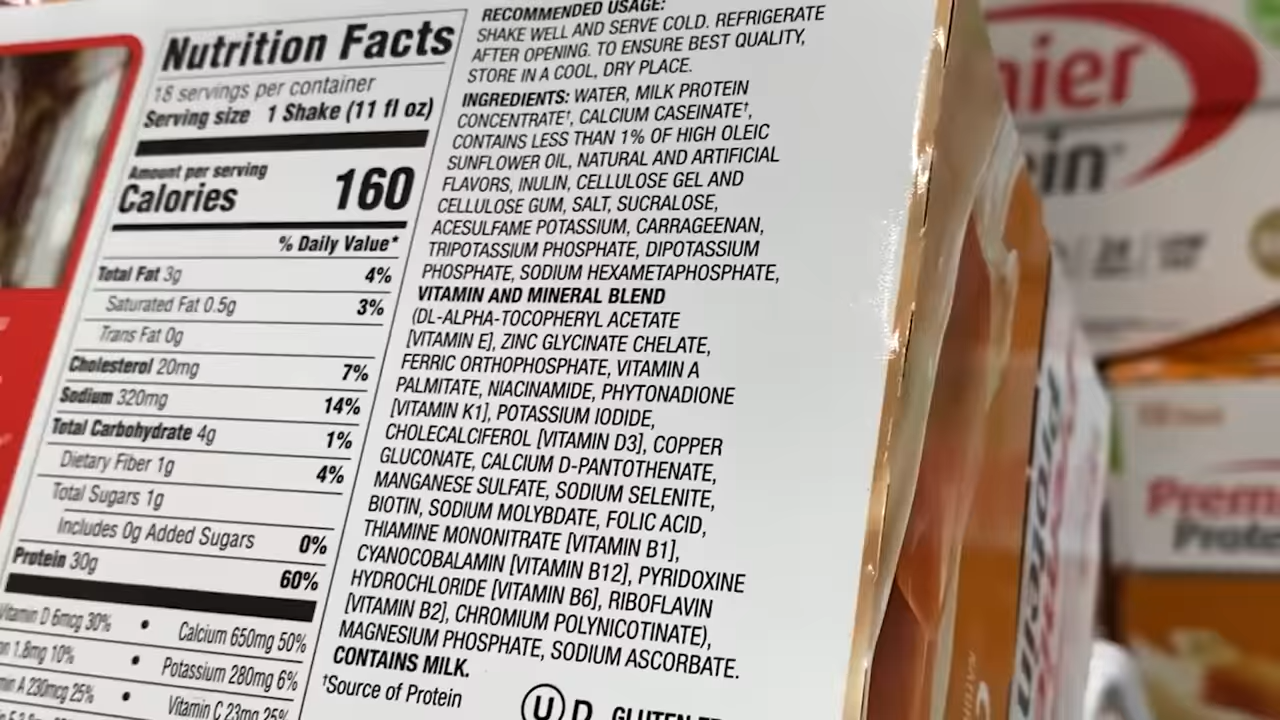 Nutrition Facts
18 servings per container
Serving size 1 Shake (11 fl oz)
Amount per serving
Calories 160
% Daily Value*
Total Fat 3g 4%
Saturated Fat 0.5g 3%
Trans Fat 0g
Cholesterol 20mg 7%
Sodium 320mg 14%
Total Carbohydrate 4g 1%
Dietary Fiber 1g 4%
Total Sugars 1g
Includes 0g Added Sugars 0%
Protein 30g 60%
Vitamin D 6mcg 30% • Calcium 650mg 50%
1.8mg 10% • Potassium 280mg 6%
A 230mcg 25% • Vitamin C 23mg 25%
RECOMMENDED USAGE:
SHAKE WELL AND SERVE COLD. REFRIGERATE
AFTER OPENING. TO ENSURE BEST QUALITY,
STORE IN A COOL, DRY PLACE.
INGREDIENTS: WATER, MILK PROTEIN
CONCENTRATE†, CALCIUM CASEINATE†,
CONTAINS LESS THAN 1% OF HIGH OLEIC
SUNFLOWER OIL, NATURAL AND ARTIFICIAL
FLAVORS, INULIN, CELLULOSE GEL AND
CELLULOSE GUM, SALT, SUCRALOSE,
ACESULFAME POTASSIUM, CARRAGEENAN,
TRIPOTASSIUM PHOSPHATE, DIPOTASSIUM
PHOSPHATE, SODIUM HEXAMETAPHOSPHATE,
VITAMIN AND MINERAL BLEND
(DL-ALPHA-TOCOPHERYL ACETATE
[VITAMIN E], ZINC GLYCINATE CHELATE,
FERRIC ORTHOPHOSPHATE, VITAMIN A
PALMITATE, NIACINAMIDE, PHYTONADIONE
[VITAMIN K1], POTASSIUM IODIDE,
CHOLECALCIFEROL [VITAMIN D3], COPPER
GLUCONATE, CALCIUM D-PANTOTHENATE,
MANGANESE SULFATE, SODIUM SELENITE,
BIOTIN, SODIUM MOLYBDATE, FOLIC ACID,
THIAMINE MONONITRATE [VITAMIN B1],
CYANOCOBALAMIN [VITAMIN B12], PYRIDOXINE
HYDROCHLORIDE [VITAMIN B6], RIBOFLAVIN
[VITAMIN B2], CHROMIUM POLYNICOTINATE),
MAGNESIUM PHOSPHATE, SODIUM ASCORBATE.
CONTAINS MILK.
†Source of Protein
U D GLUTEN